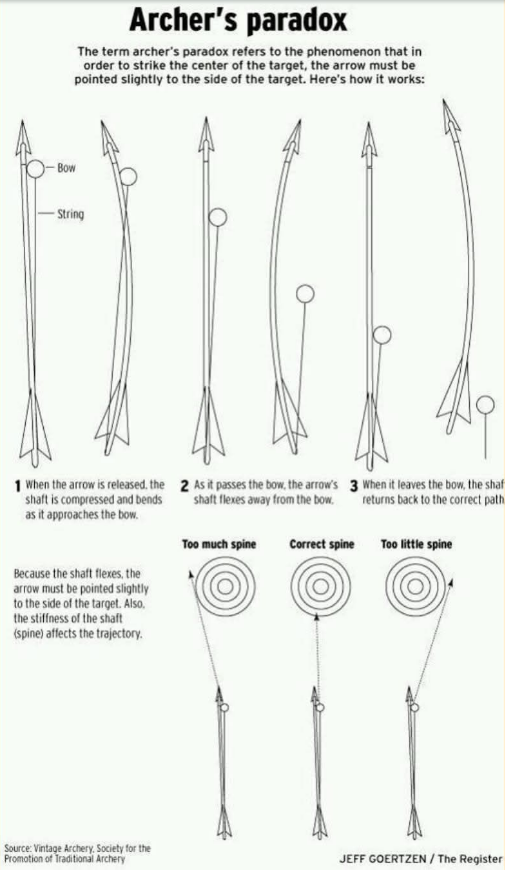 Archer's paradox
The term archer's paradox refers to the phenomenon that in
order to strike the center of the target, the arrow must be
pointed slightly to the side of the target. Here's how it works:
Bow
String
1 When the arrow is released, the
shaft is compressed and bends
as it approaches the bow.
2 As it passes the bow, the arrow's
shaft flexes away from the bow.
3 When it leaves the bow, the shaf
returns back to the correct path
Because the shaft flexes, the
arrow must be pointed slightly
to the side of the target. Also,
the stiffness of the shaft
(spine) affects the trajectory.
Too much spine
Correct spine
Too little spine
Source: Vintage Archery, Society for the
Promotion of Traditional Archery
JEFF GOERTZEN / The Register